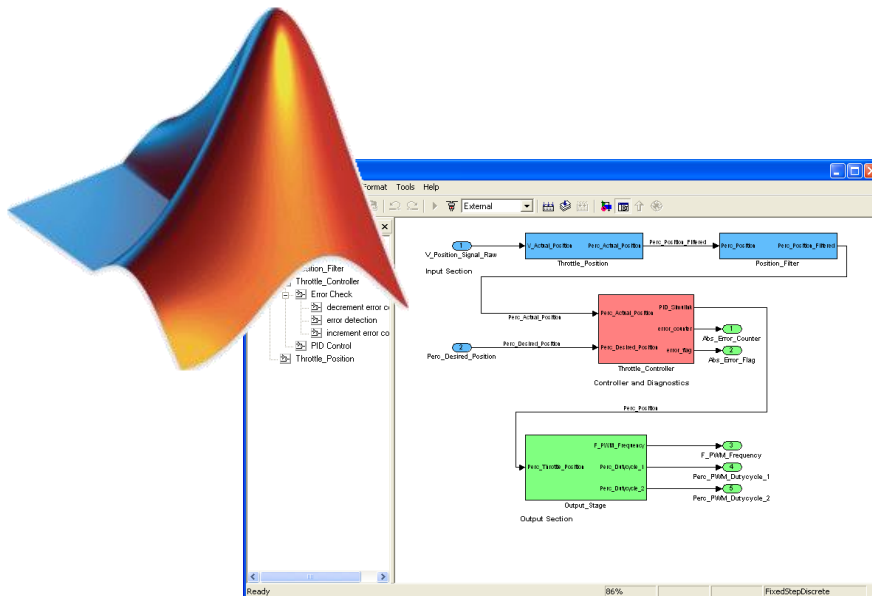 Format Tools Help
External
Position_Filter
Throttle_Controller
Error Check
decrement error co
error detection
increment error co
PID Control
Throttle_Position
1
V_Position_Signal_Raw
Input Section
V_Actual_Position Perc_Actual_Position
Throttle_Position
Perc_Position_Filtered
Perc_Position Perc_Position_Filtered
Position_Filter
Perc_Actual_Position
2
Perc_Desired_Position
Perc_Desired_Position
Perc_Actual_Position
Perc_Desired_Position
PID_Simulink
error_counter
error_flag
Throttle_Controller
1
Abs_Error_Counter
2
Abs_Error_Flag
Controller and Diagnostics
Perc_Position
Perc_Throttle_Position
F_PWM_Frequency
Perc_Dutycycle_1
Perc_Dutycycle_2
Output_Stage
3
F_PWM_Frequency
4
Perc_PWM_Dutycycle_1
5
Perc_PWM_Dutycycle_2
Output Section
Ready 86% FixedStepDiscrete